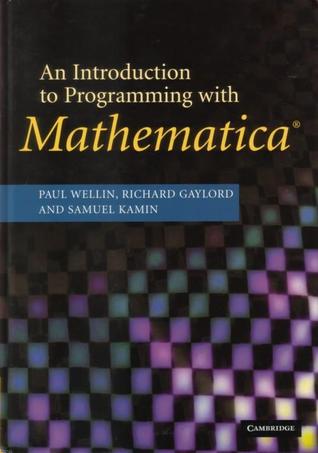 An Introduction
to Programming with
Mathematica®
PAUL WELLIN, RICHARD GAYLORD
AND SAMUEL KAMIN
CAMBRIDGE